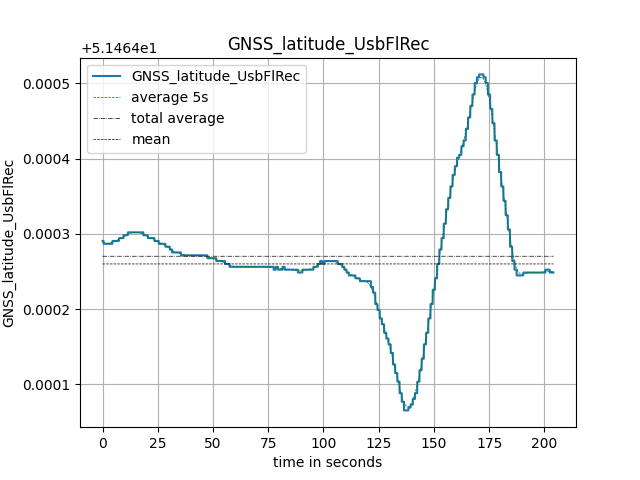 GNSS_latitude_UsbFlRec
+5.1464e1
GNSS_latitude_UsbFlRec
average 5s
total average
mean
0.0005
0.0004
0.0003
0.0002
0.0001
GNSS_latitude_UsbFlRec
0 25 50 75 100 125 150 175 200
time in seconds